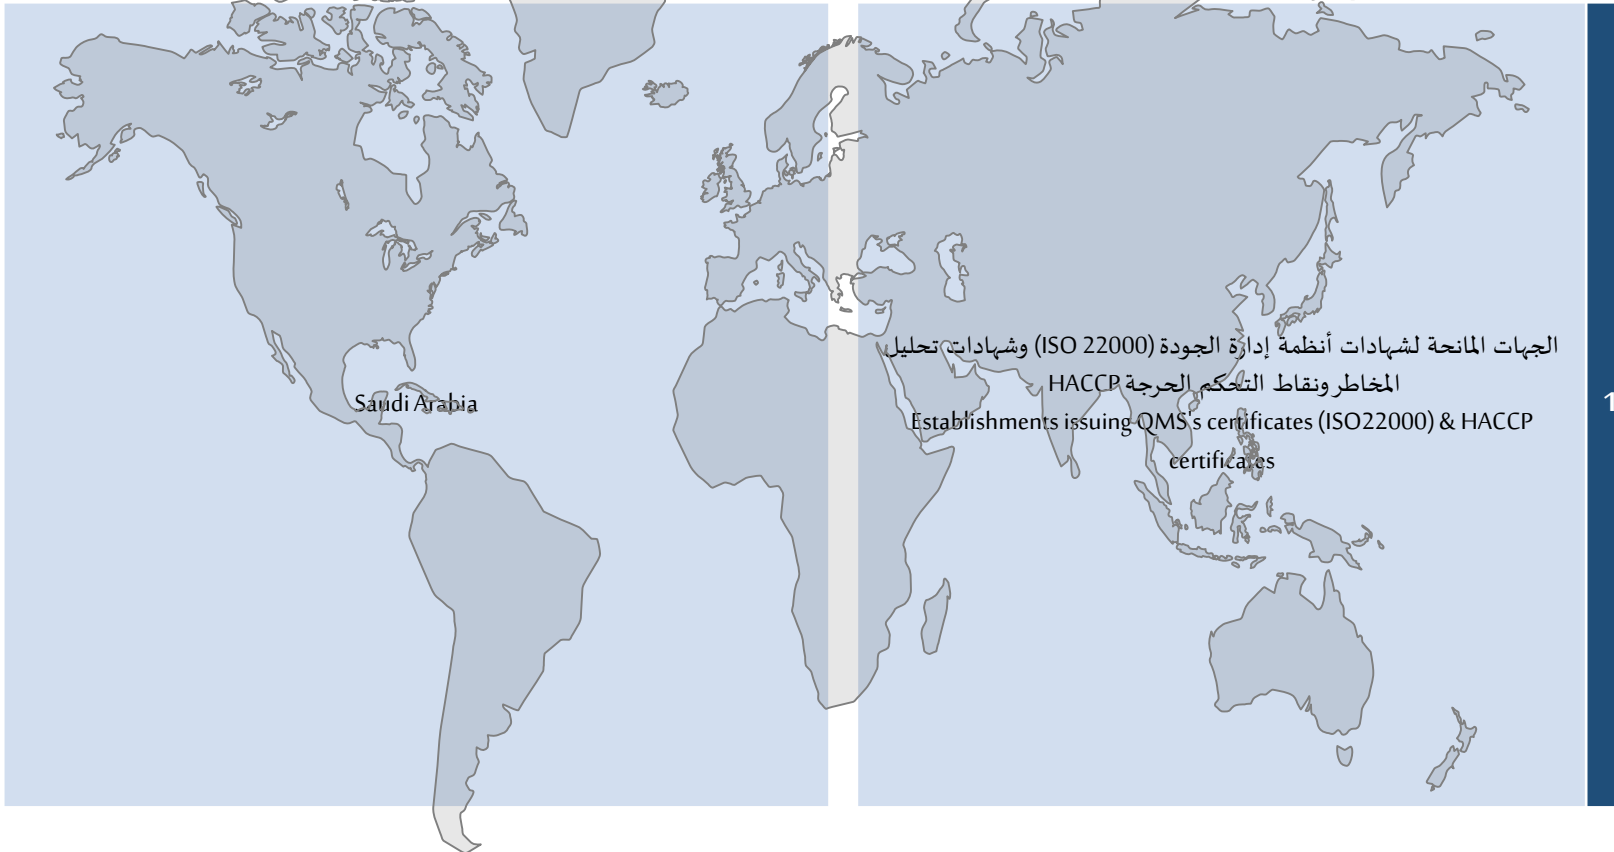 الجهات المانحة لشهادات أنظمة إدارة الجودة (ISO 22000) وشهادات تحليل
المخاطر ونقاط التحكم الحرجة HACCP
Establishments issuing QMS's certificates (ISO22000) & HACCP
certificates
Saudi Arabia
1